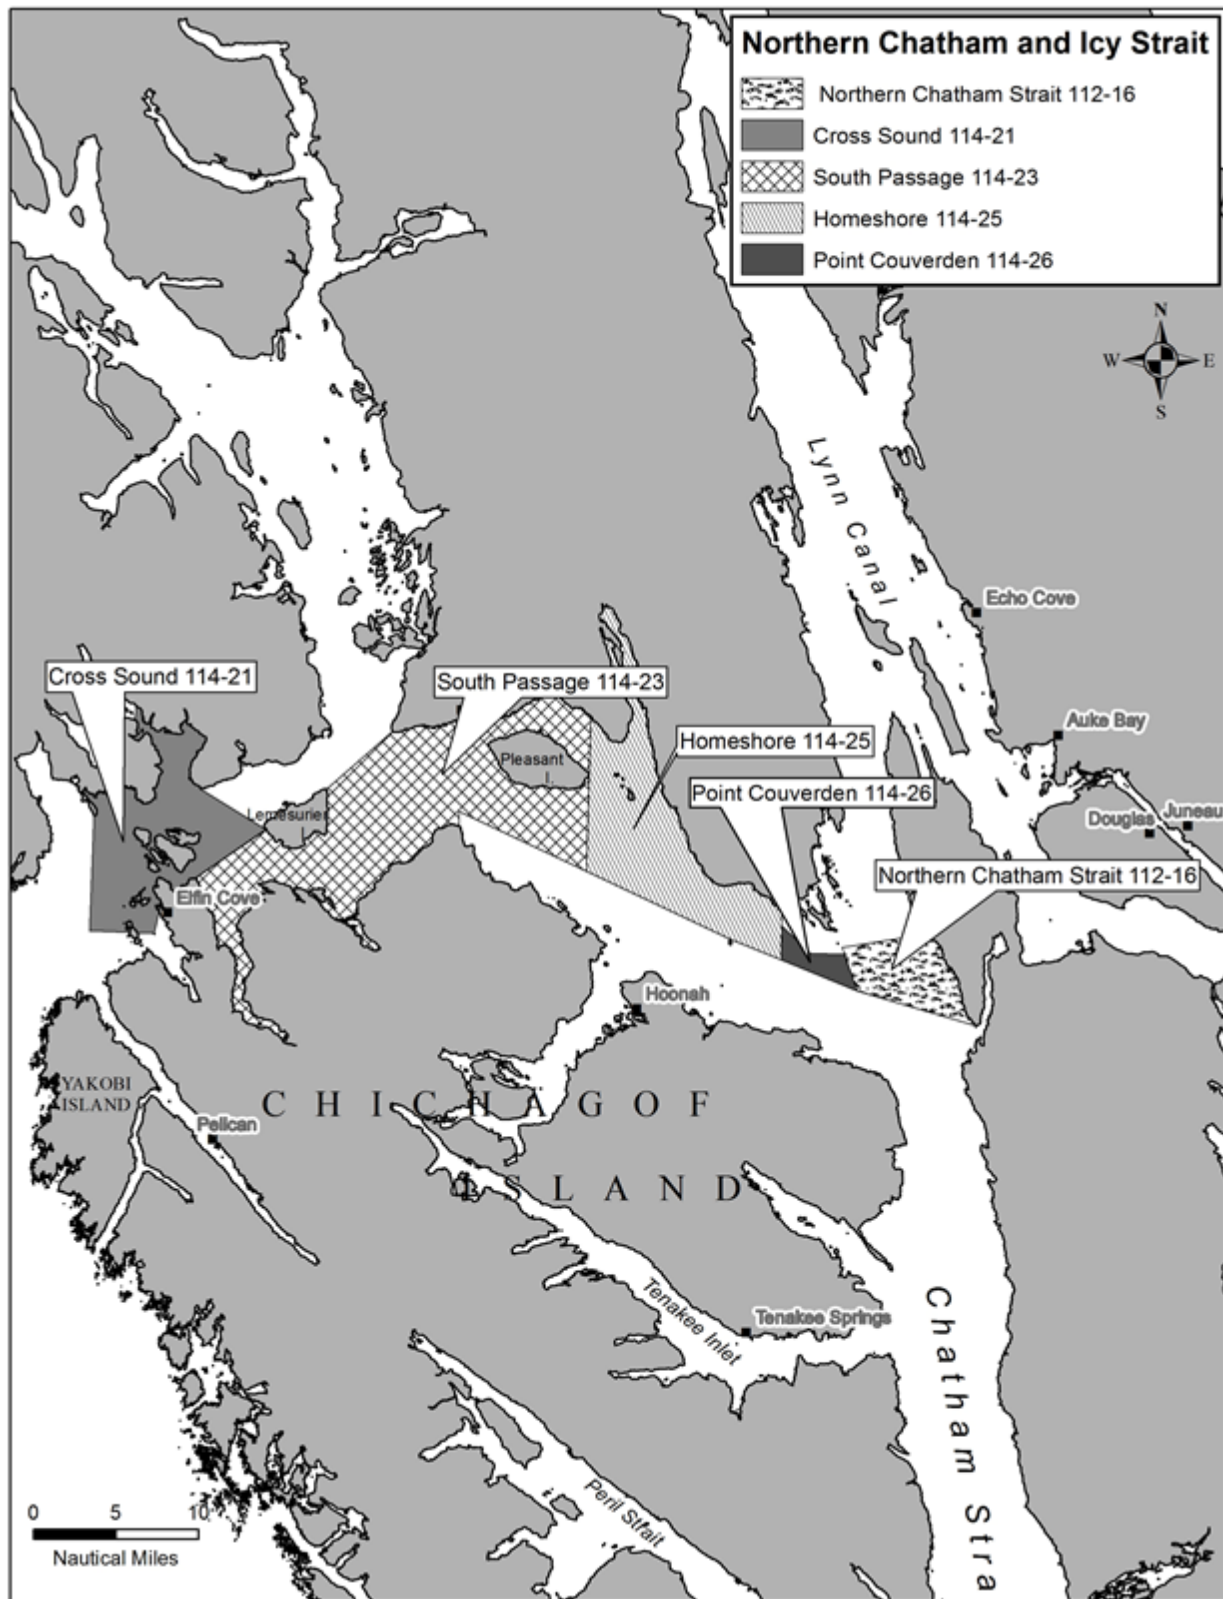 Northern Chatham and Icy Strait
Northern Chatham Strait 112-16
Cross Sound 114-21
South Passage 114-23
Homeshore 114-25
Point Couverden 114-26
N
W E
S
Lynn Canal
Echo Cove
Cross Sound 114-21
South Passage 114-23
Auke Bay
Homeshore 114-25
Pleasant
I.
Point Couverden 114-26
Lemesurier
I.
Douglas
Juneau
Northern Chatham Strait 112-16
Elfin Cove
Hoonah
YAKOBI
ISLAND
CHICHAGOF
ISLAND
Pelican
Tenakee Inlet
Tenakee Springs
Chatham Stra
Peril Strait
0 5 10
Nautical Miles